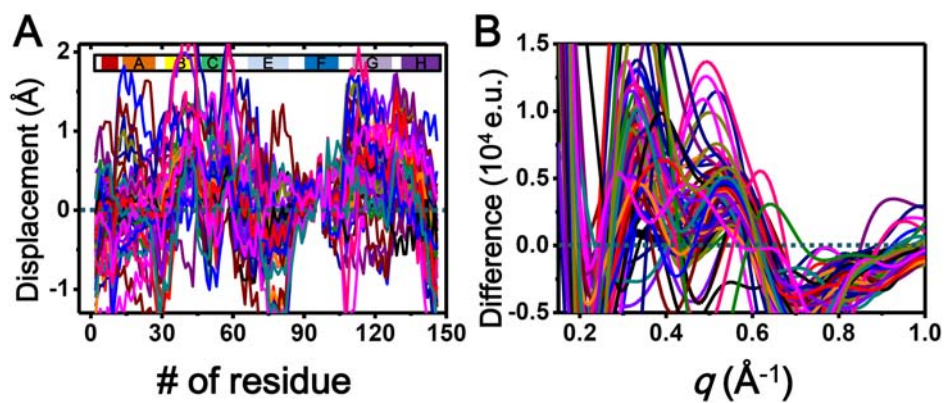 A
Displacement (Å)
2
1
0
-1
A B C E F G H
0 30 60 90 120 150
# of residue
B
Difference (10⁴ e.u.)
1.5
1.0
0.5
0.0
-0.5
0.2 0.4 0.6 0.8 1.0
q (Å⁻¹)